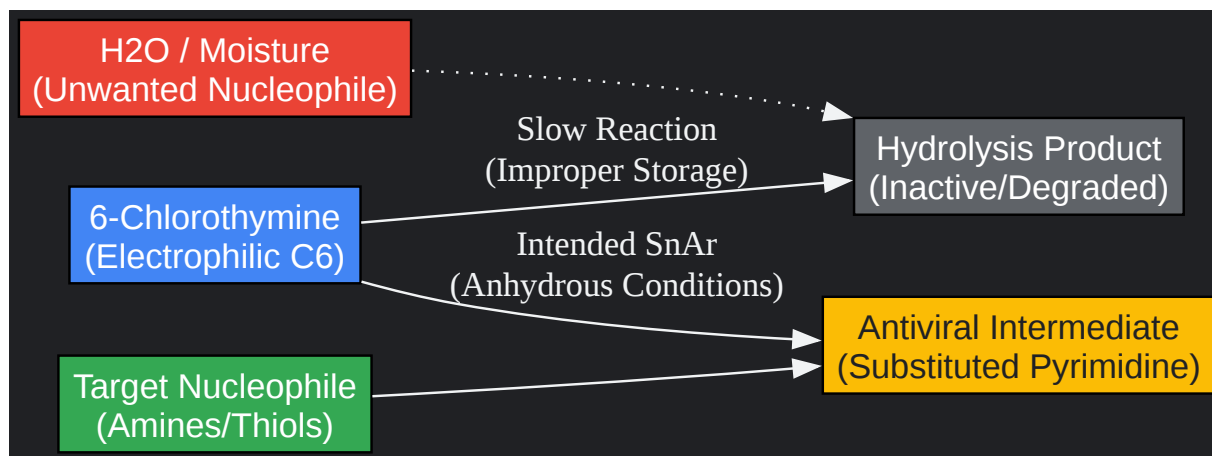 H2O / Moisture
(Unwanted Nucleophile)
Slow Reaction
(Improper Storage)
Hydrolysis Product
(Inactive/Degraded)
6-Chlorothymine
(Electrophilic C6)
Intended SnAr
(Anhydrous Conditions)
Antiviral Intermediate
(Substituted Pyrimidine)
Target Nucleophile
(Amines/Thiols)